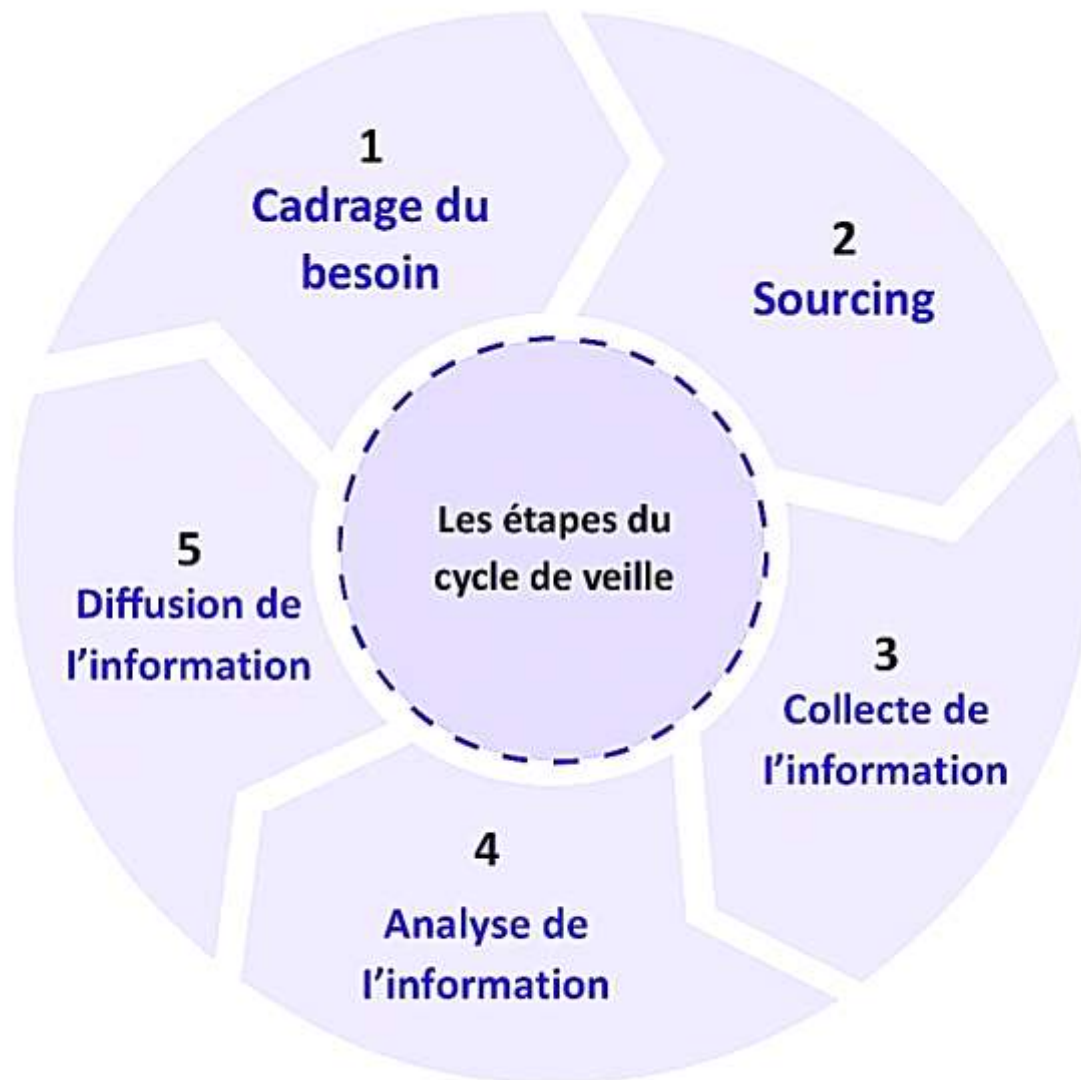 1
Cadrage du
besoin
2
Sourcing
3
Collecte de
l'information
4
Analyse de
l'information
5
Diffusion de
l'information
Les étapes du
cycle de veille